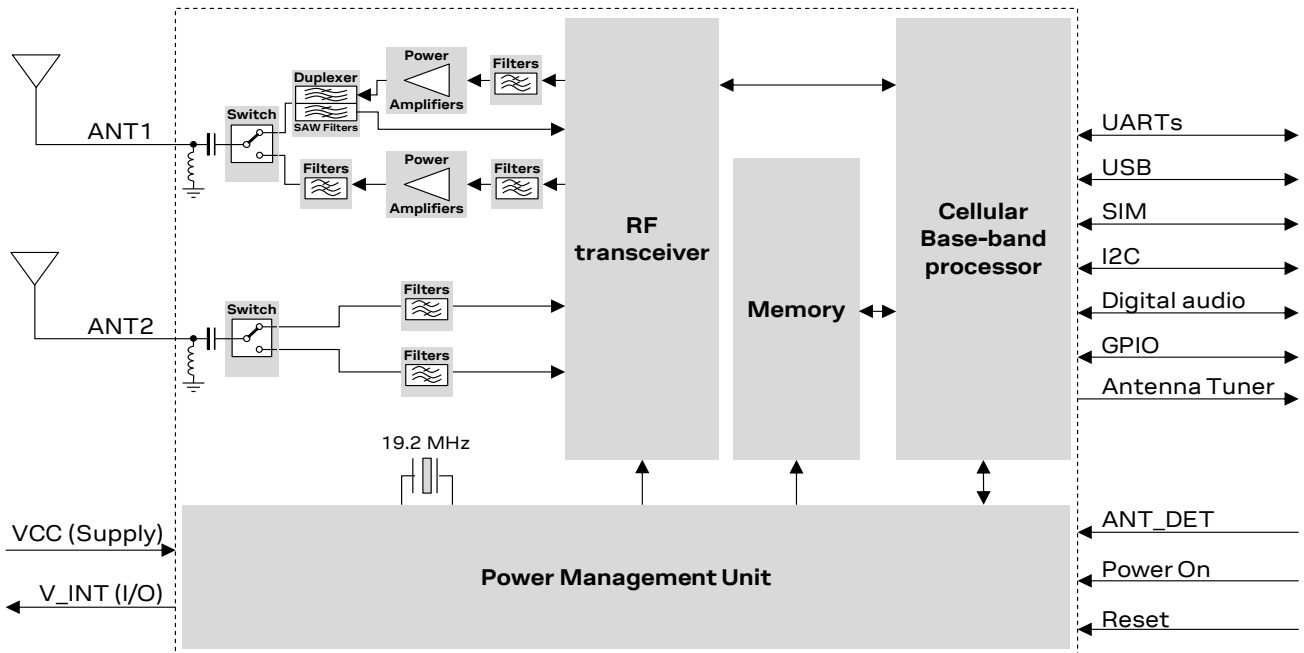 Power
Amplifiers
Filters
Duplexer
SAW Filters
Switch
ANT1
Filters
Power
Amplifiers
Filters
RF
transceiver
Cellular
Base-band
processor
Memory
UARTs
USB
SIM
I2C
Digital audio
GPIO
Antenna Tuner
Filters
Switch
ANT2
Filters
19.2 MHz
VCC (Supply)
V_INT (I/O)
Power Management Unit
ANT_DET
Power On
Reset